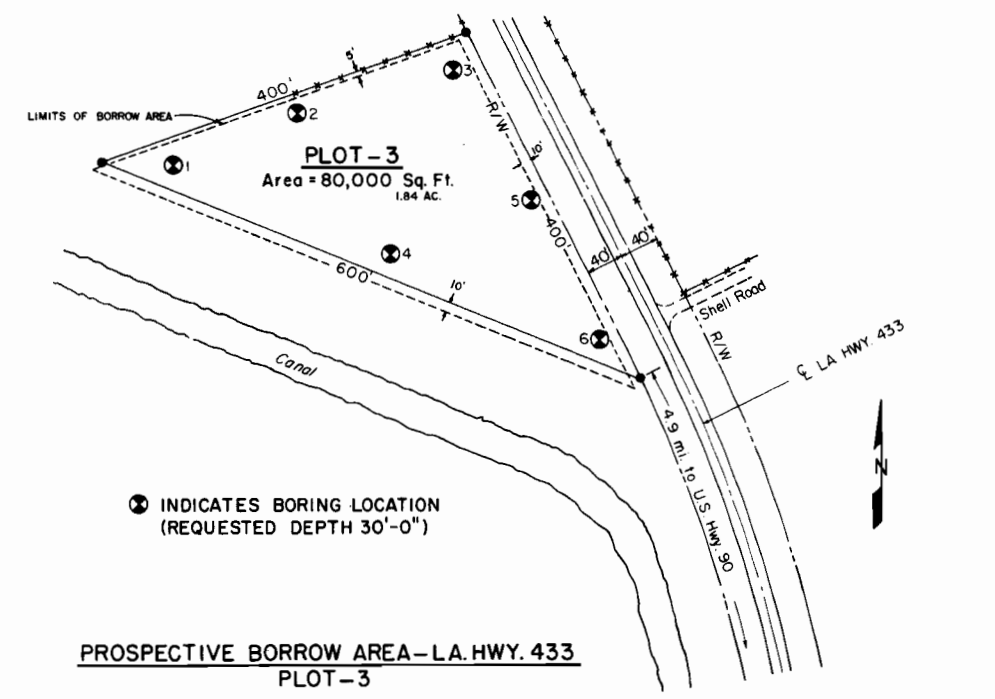 5'
400'
LIMITS OF BORROW AREA
3
2
R/W
PLOT-3
Area = 80,000 Sq. Ft.
1.84 AC.
1
10'
5
400'
4
40'
40'
600'
10'
Shell Road
6
R/W
℄ LA HWY. 433
Canal
4.9 mi. to U.S. Hwy. 90
N
INDICATES BORING LOCATION
(REQUESTED DEPTH 30'-0")
PROSPECTIVE BORROW AREA-LA. HWY. 433
PLOT-3